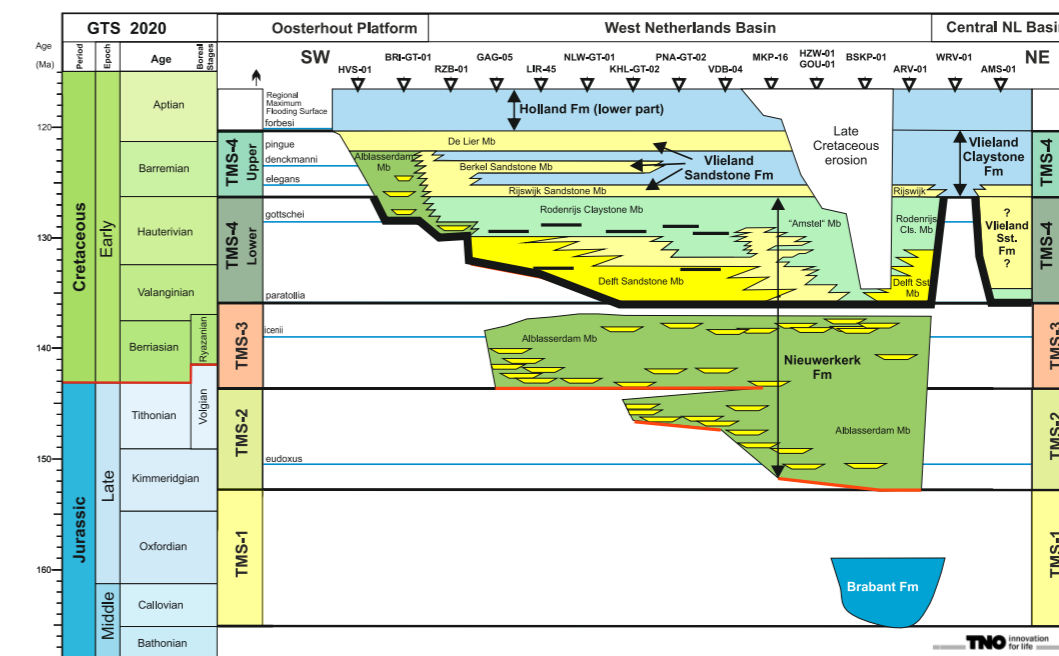 GTS 2020
Oosterhout Platform
West Netherlands Basin
Central NL Basin
Age
(Ma)
Period
Epoch
Age
Boreal
Stages
SW
HVS-01
BRI-GT-01
RZB-01
GAG-05
LIR-45
NLW-GT-01
KHL-GT-02
PNA-GT-02
VDB-04
MKP-16
HZW-01
GOU-01
BSKP-01
ARV-01
WRV-01
AMS-01
NE
120
130
140
150
160
Cretaceous
Jurassic
Early
Late
Middle
Aptian
Barremian
Hauterivian
Valanginian
Berriasian
Tithonian
Kimmeridgian
Oxfordian
Callovian
Bathonian
Ryazanian
Volgian
TMS-4
Upper
TMS-4
Lower
TMS-3
TMS-2
TMS-1
Regional
Maximum
Flooding Surface
forbesi
pingue
denckmanni
elegans
gottschei
paratollia
icenii
eudoxus
Holland Fm (lower part)
De Lier Mb
Alblasserdam
Mb
Berkel Sandstone Mb
Vlieland
Sandstone Fm
Rijswijk Sandstone Mb
Rodenrijs Claystone Mb
"Amstel" Mb
Delft Sandstone Mb
Late
Cretaceous
erosion
Vlieland
Claystone
Fm
Rijswijk
Rodenrijs
Cls. Mb
Delft Sst
Mb
?
Vlieland
Sst.
Fm
?
Alblasserdam Mb
Nieuwerkerk
Fm
Alblasserdam Mb
Brabant Fm
TMS-4
TMS-4
TMS-3
TMS-2
TMS-1
TNO innovation
for life